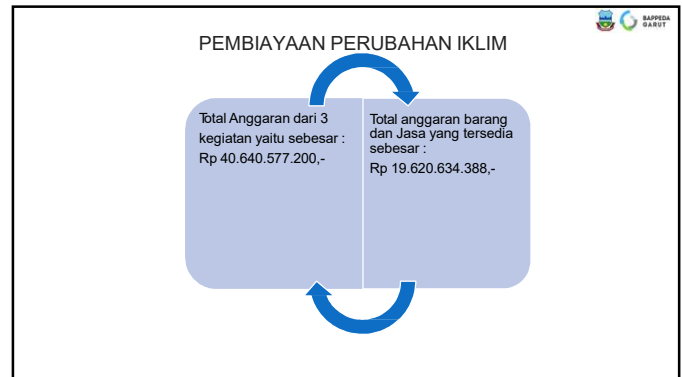 BAPPEDA
GARUT
PEMBIAYAAN PERUBAHAN IKLIM
Total Anggaran dari 3
kegiatan yaitu sebesar :
Rp 40.640.577.200,-
Total anggaran barang
dan Jasa yang tersedia
sebesar :
Rp 19.620.634.388,-